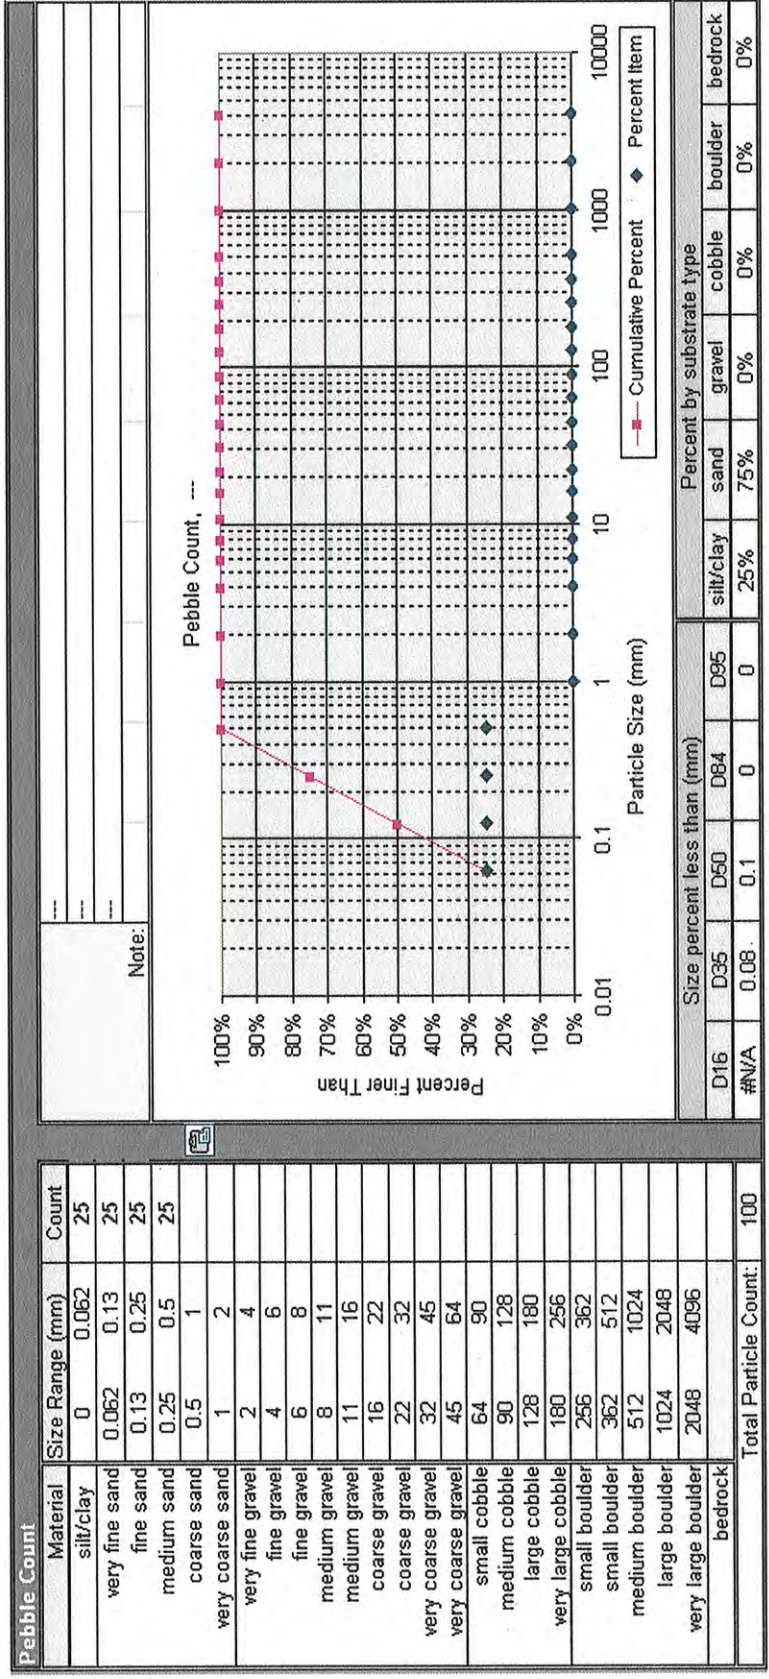 Pebble Count
Material Size Range (mm) Count
silt/clay 0 0.062 25
very fine sand 0.062 0.13 25
fine sand 0.13 0.25 25
medium sand 0.25 0.5 25
coarse sand 0.5 1
very coarse sand 1 2
very fine gravel 2 4
fine gravel 4 6
fine gravel 6 8
medium gravel 8 11
medium gravel 11 16
coarse gravel 16 22
coarse gravel 22 32
very coarse gravel 32 45
very coarse gravel 45 64
small cobble 64 90
medium cobble 90 128
large cobble 128 180
very large cobble 180 256
small boulder 256 362
small boulder 362 512
medium boulder 512 1024
large boulder 1024 2048
very large boulder 2048 4096
bedrock
Total Particle Count: 100
---
---
---
Note:
Pebble Count, ---
Percent Finer Than
100%
90%
80%
70%
60%
50%
40%
30%
20%
10%
0%
0.01 0.1 1 10 100 1000 10000
Particle Size (mm)
Cumulative Percent Percent Item
Size percent less than (mm) Percent by substrate type
D16 D35 D50 D84 D95 silt/clay sand gravel cobble boulder bedrock
#N/A 0.08 0.1 0 0 25% 75% 0% 0% 0% 0%